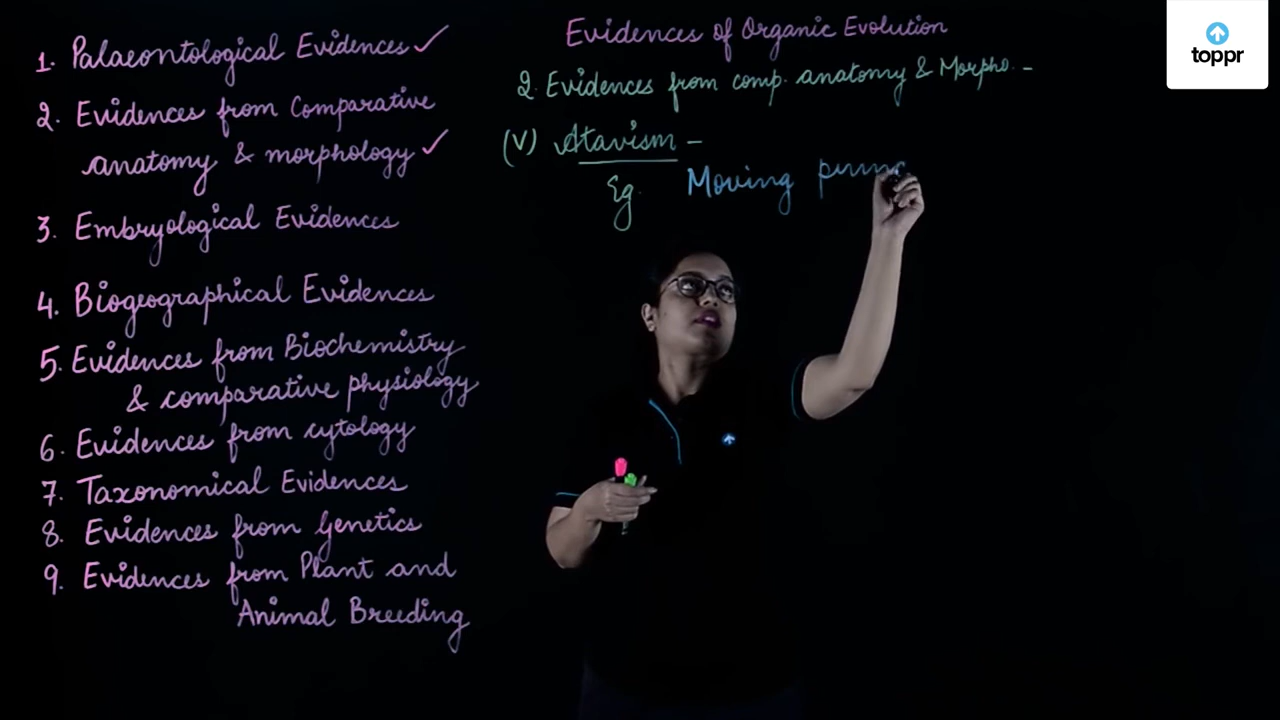 1. Palaeontological Evidences ✓
2. Evidences from Comparative
anatomy & morphology ✓
3. Embryological Evidences
4. Biogeographical Evidences
5. Evidences from Biochemistry
& comparative physiology
6. Evidences from cytology
7. Taxonomical Evidences
8. Evidences from Genetics
9. Evidences from Plant and
Animal Breeding
Evidences of Organic Evolution
2. Evidences from comp. anatomy & Morpho. -
(V) Atavism -
Eg. Moving
toppr